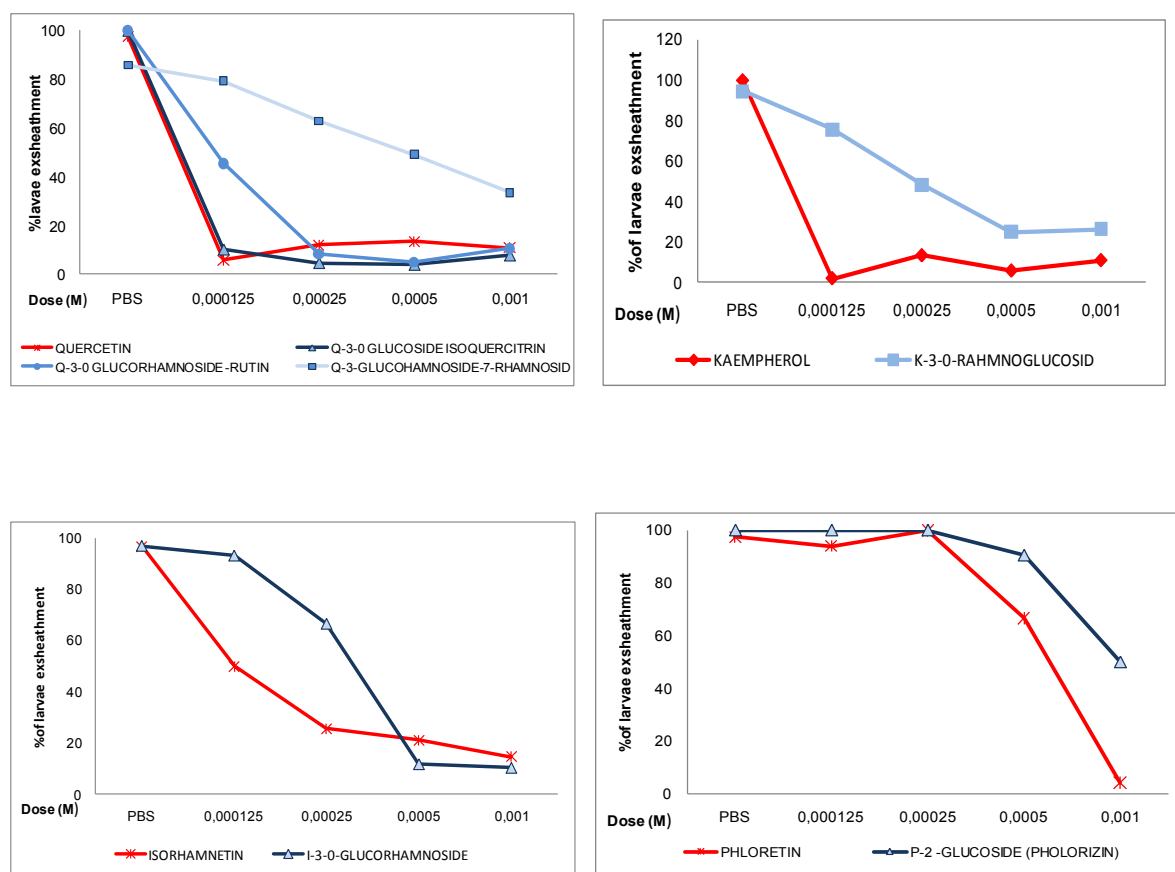 %lavae exsheathment
100
80
60
40
20
0
Dose (M) PBS 0,000125 0,00025 0,0005 0,001
QUERCETIN Q-3-0 GLUCOSIDE ISOQUERCITRIN
Q-3-0 GLUCORHAMNOSIDE -RUTIN Q-3-GLUCOHAMNOSIDE-7-RHAMNOSID
%of larvae exsheathment
120
100
80
60
40
20
0
Dose (M) PBS 0,000125 0,00025 0,0005 0,001
KAEMPHEROL K-3-0-RAHMNOGLUCOSID
%of larvae exsheathment
100
80
60
40
20
0
Dose (M) PBS 0,000125 0,00025 0,0005 0,001
ISORHAMNETIN I-3-0-GLUCORHAMNOSIDE
%of larvae exsheathment
100
80
60
40
20
0
Dose (M) PBS 0,000125 0,00025 0,0005 0,001
PHLORETIN P-2 -GLUCOSIDE (PHOLORIZIN)